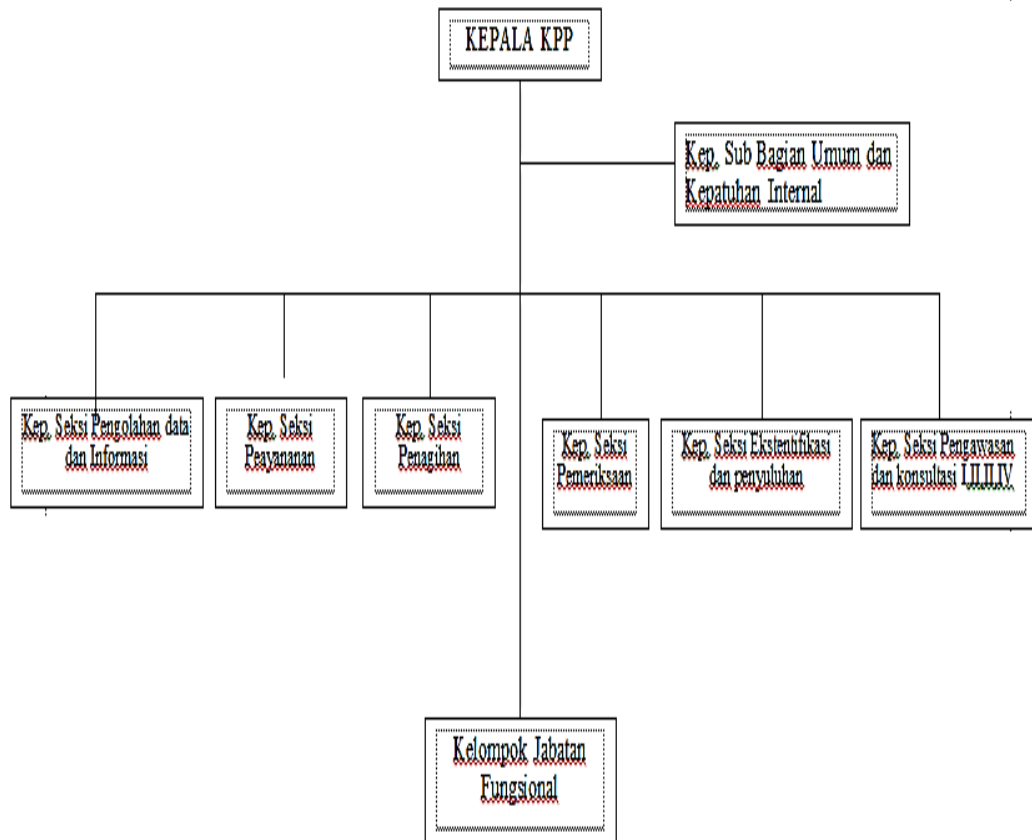 KEPALA KPP
Kep. Sub Bagian Umum dan
Kepatuhan Internal
Kep. Seksi Pengolahan data
dan Informasi
Kep. Seksi
Peayananan
Kep. Seksi
Penagihan
Kep. Seksi
Pemeriksaan
Kep. Seksi Ekstentifikasi
dan penyuluhan
Kep. Seksi Pengawasan
dan konsultasi I,II,II,IV
Kelompok Jabatan
Fungsional